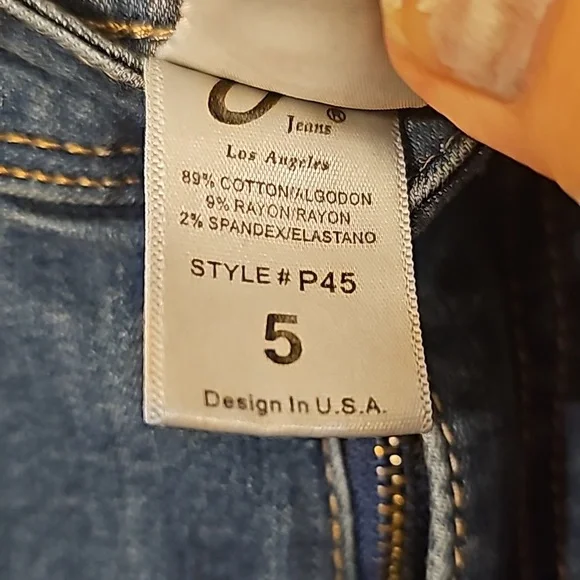 Jeans®
Los Angeles
89% COTTON/ALGODON
9% RAYON/RAYON
2% SPANDEX/ELASTANO
STYLE # P45
5
Design In U.S.A.